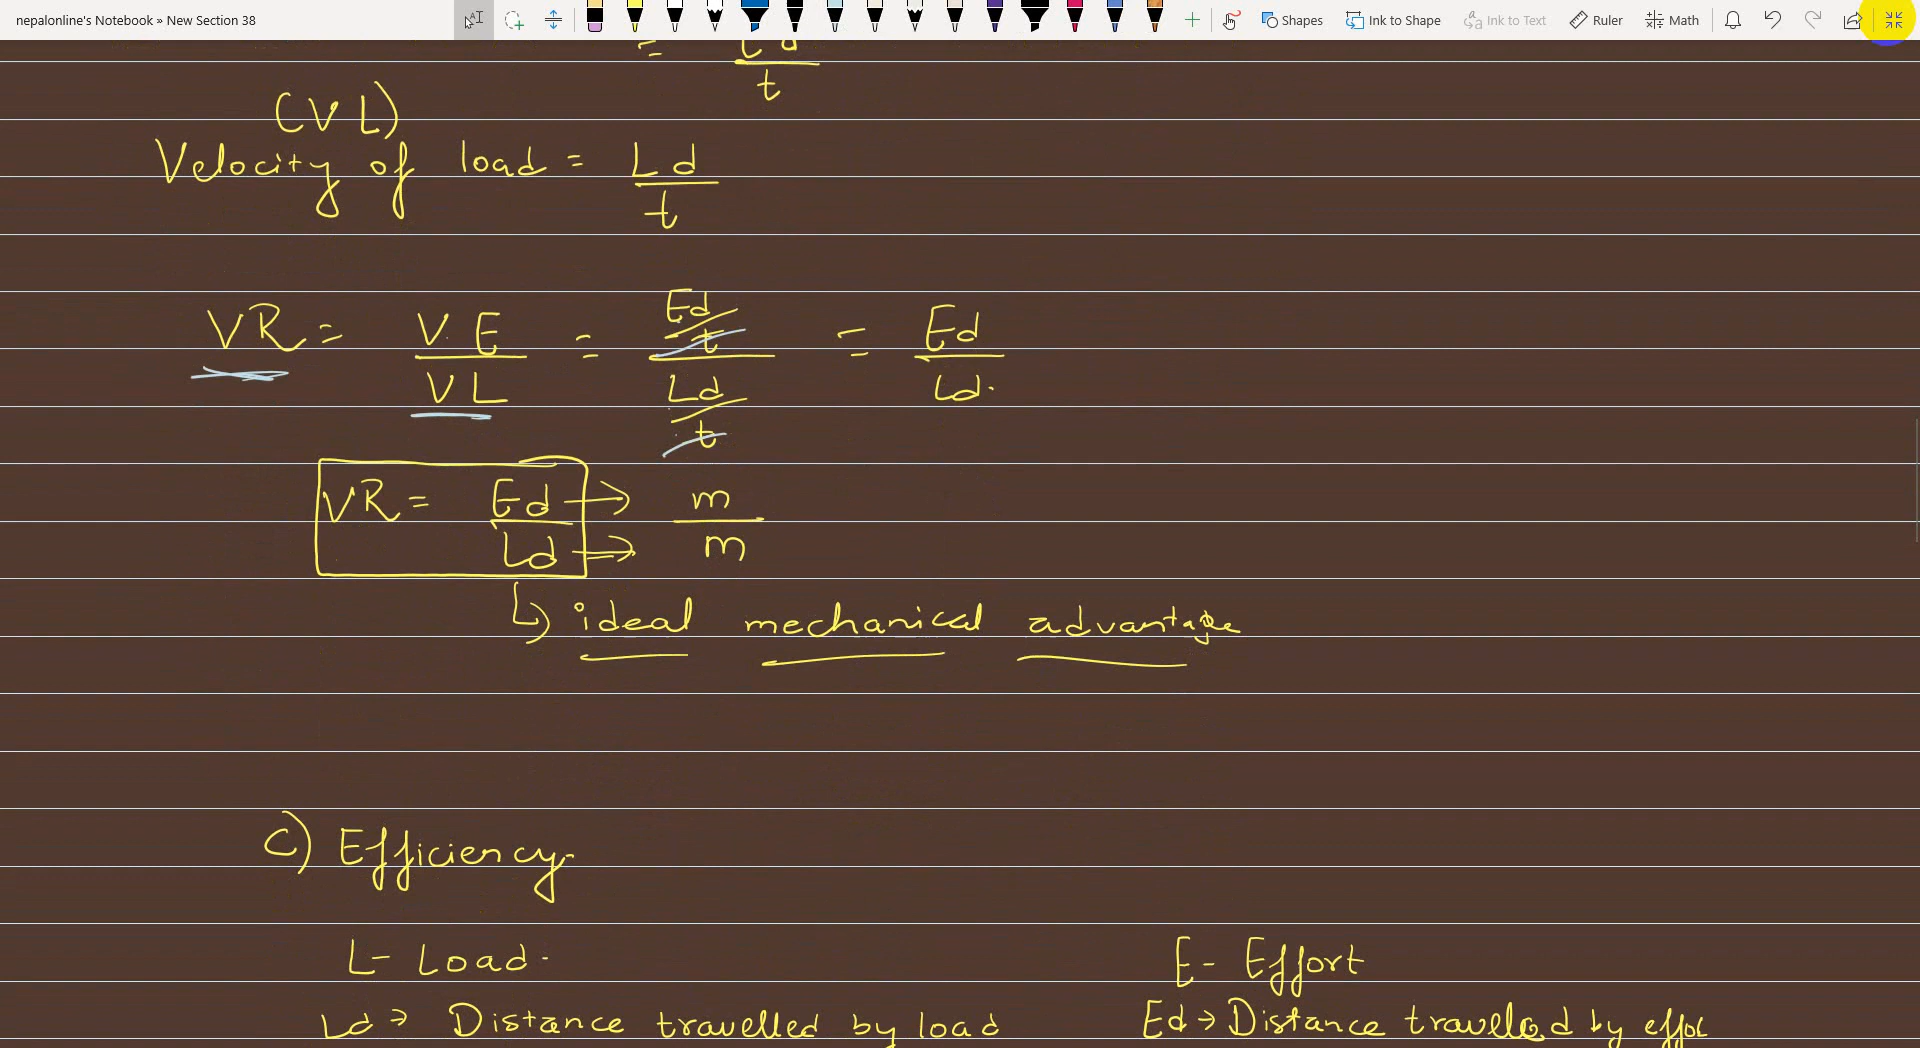 nepalonline's Notebook » New Section 38
Shapes Ink to Shape Ink to Text Ruler Math
t
(VL)
Velocity of load = Ld
t
VR = VE = Ed/t = Ed
VL Ld/t Ld.
VR = Ed → m
Ld → m
↳ ideal mechanical advantage
C) Efficiency
L- Load. E- Effort
Ld → Distance travelled by load Ed → Distance travelled by